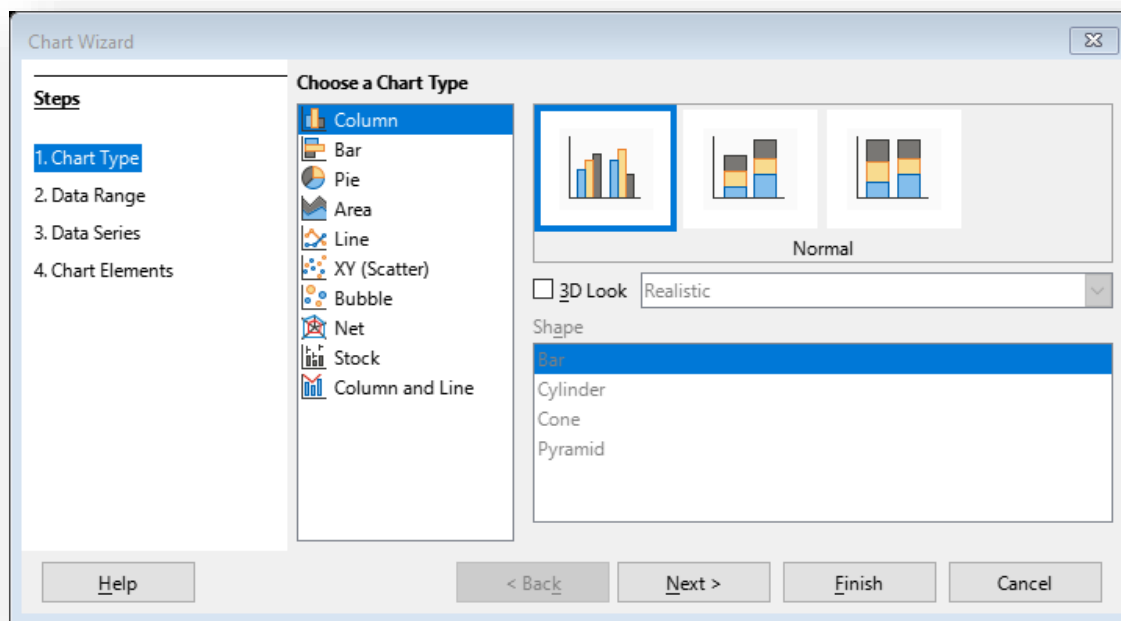 Chart Wizard
Steps
1. Chart Type
2. Data Range
3. Data Series
4. Chart Elements
Choose a Chart Type
Column
Bar
Pie
Area
Line
XY (Scatter)
Bubble
Net
Stock
Column and Line
Normal
3D Look
Realistic
Shape
Bar
Cylinder
Cone
Pyramid
Help
< Back
Next >
Finish
Cancel